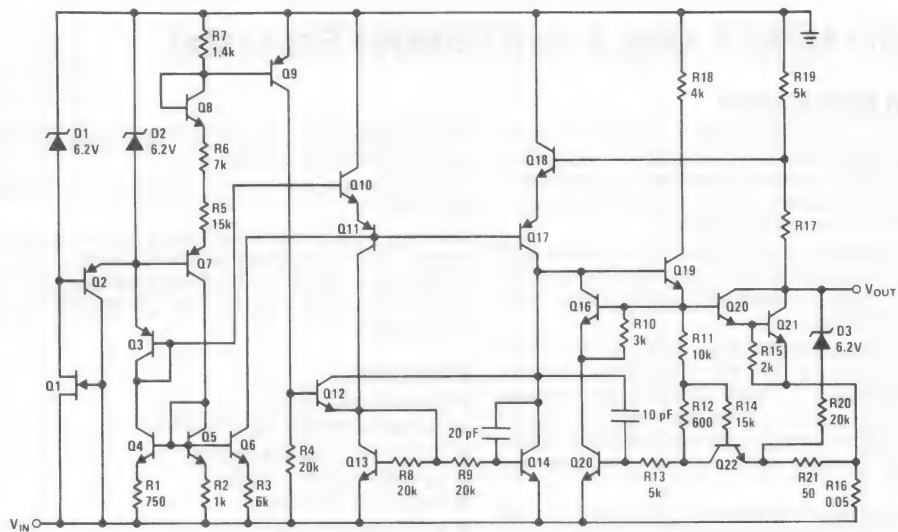 R7
1.4k
Q9
D1
6.2V
D2
6.2V
Q8
R6
7k
R5
15k
Q10
Q11
Q18
Q17
R18
4k
R19
5k
R17
Q2
Q7
Q3
Q1
Q19
Q16
R10
3k
Q20
Q21
VOUT
R11
10k
R15
2k
D3
6.2V
Q12
Q4
Q5
Q6
R4
20k
20 pF
10 pF
R12
600
R14
15k
R20
20k
Q13
R8
20k
R9
20k
Q14
Q20
R13
5k
Q22
R21
50
R16
0.05
R1
750
R2
1k
R3
6k
VIN